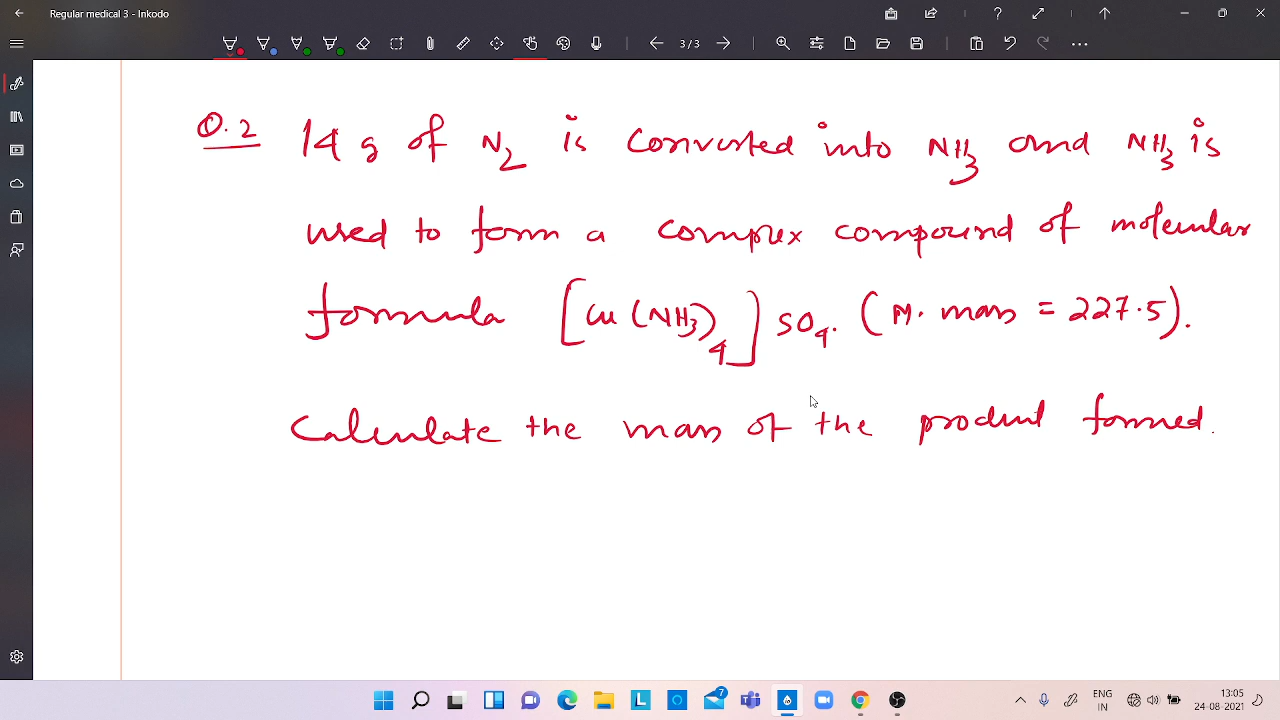 Regular medical 3 - Inkodo
3/3
Q.2 14 g of N2 is converted into NH3 and NH3 is
used to form a complex compound of molecular
formula [Cu(NH3)4]SO4. (M. mass = 227.5).
Calculate the mass of the product formed.
7
ENG
IN
13:05
24-08-2021